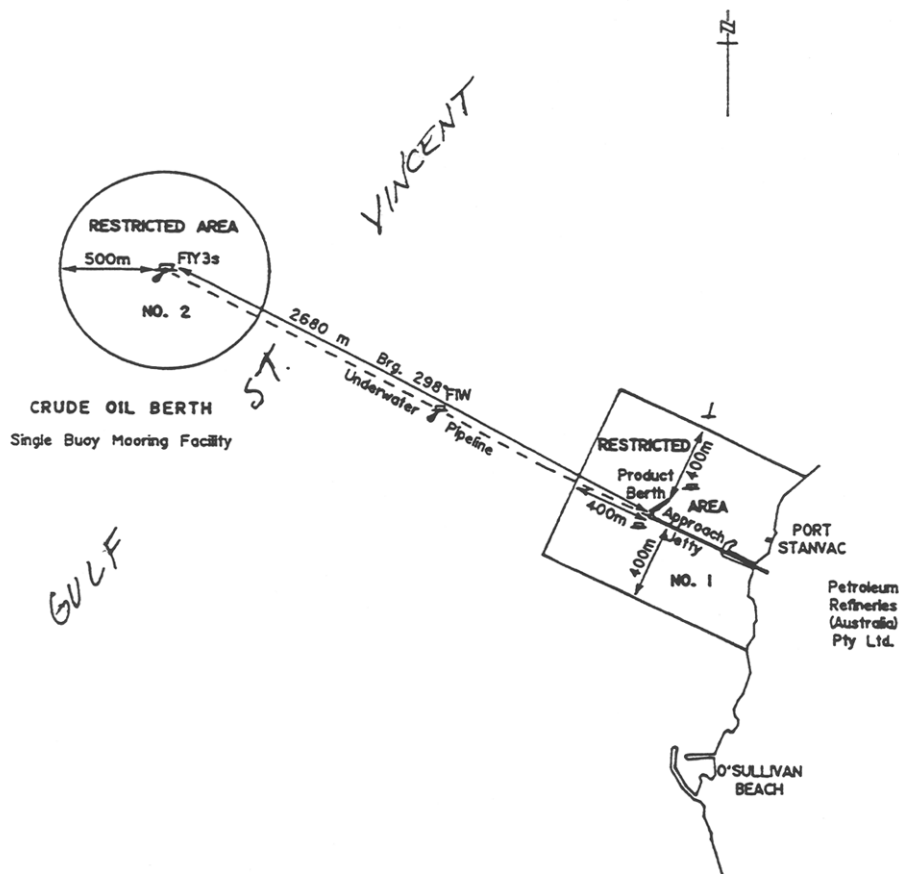 N
VINCENT
RESTRICTED AREA
500m
FlY3s
NO. 2
2680 m Brg. 298°
FlW
ST.
Underwater Pipeline
CRUDE OIL BERTH
Single Buoy Mooring Facility
RESTRICTED
400m
Product
Berth
AREA
400m
Approach
Jetty
PORT
STANVAC
400m
NO. 1
GULF
Petroleum
Refineries
(Australia)
Pty Ltd.
O'SULLIVAN
BEACH